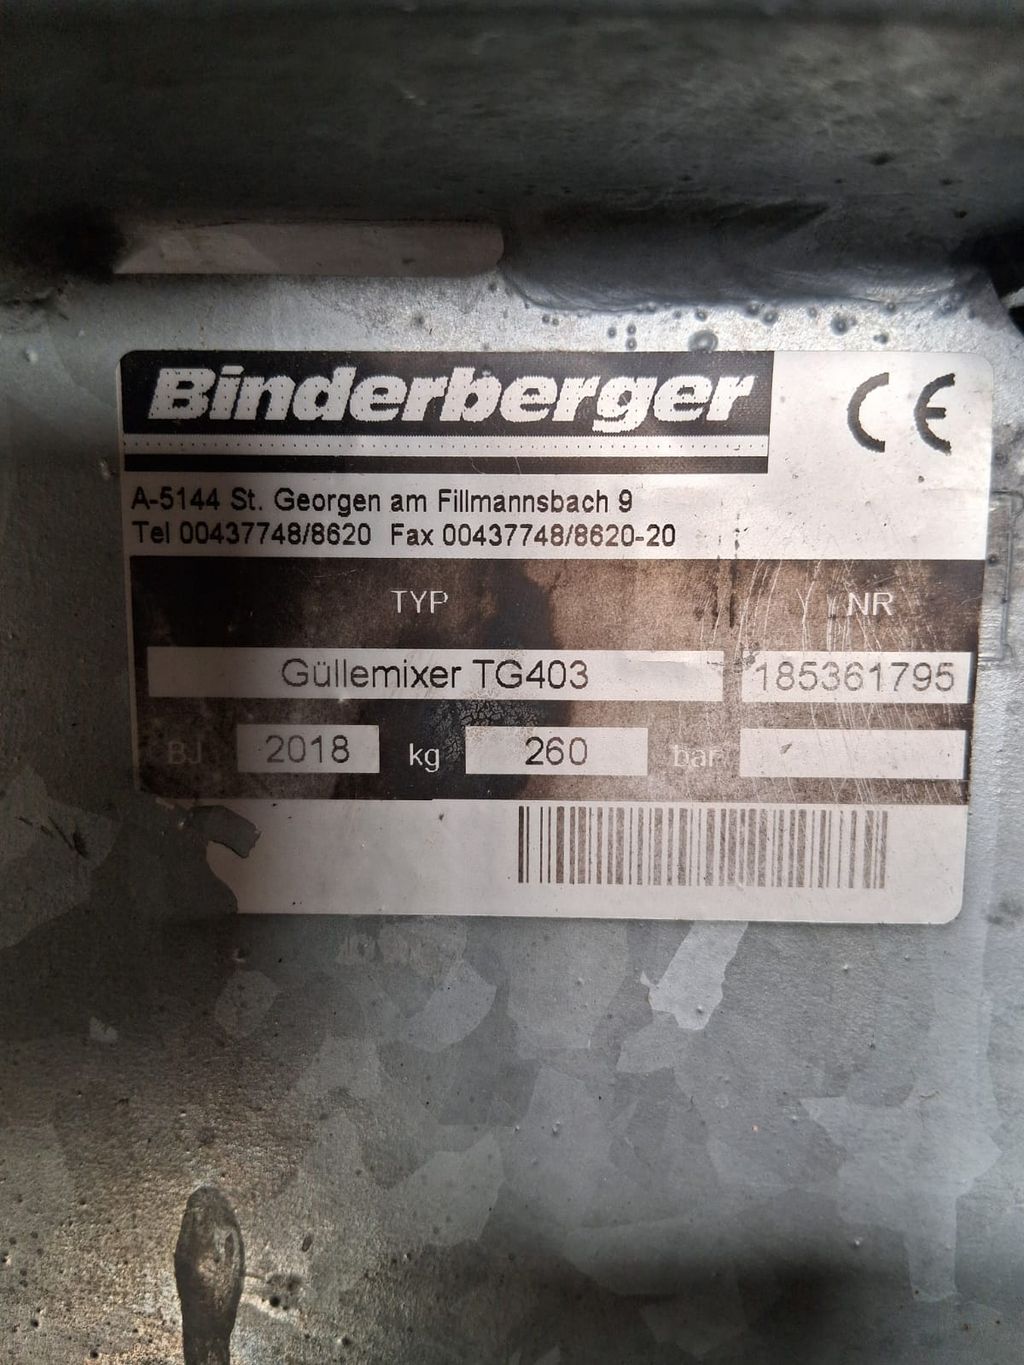 Binderberger CE
A-5144 St. Georgen am Fillmannsbach 9
Tel 00437748/8620 Fax 00437748/8620-20
TYP NR
Güllemixer TG403 185361795
BJ 2018 kg 260 bar